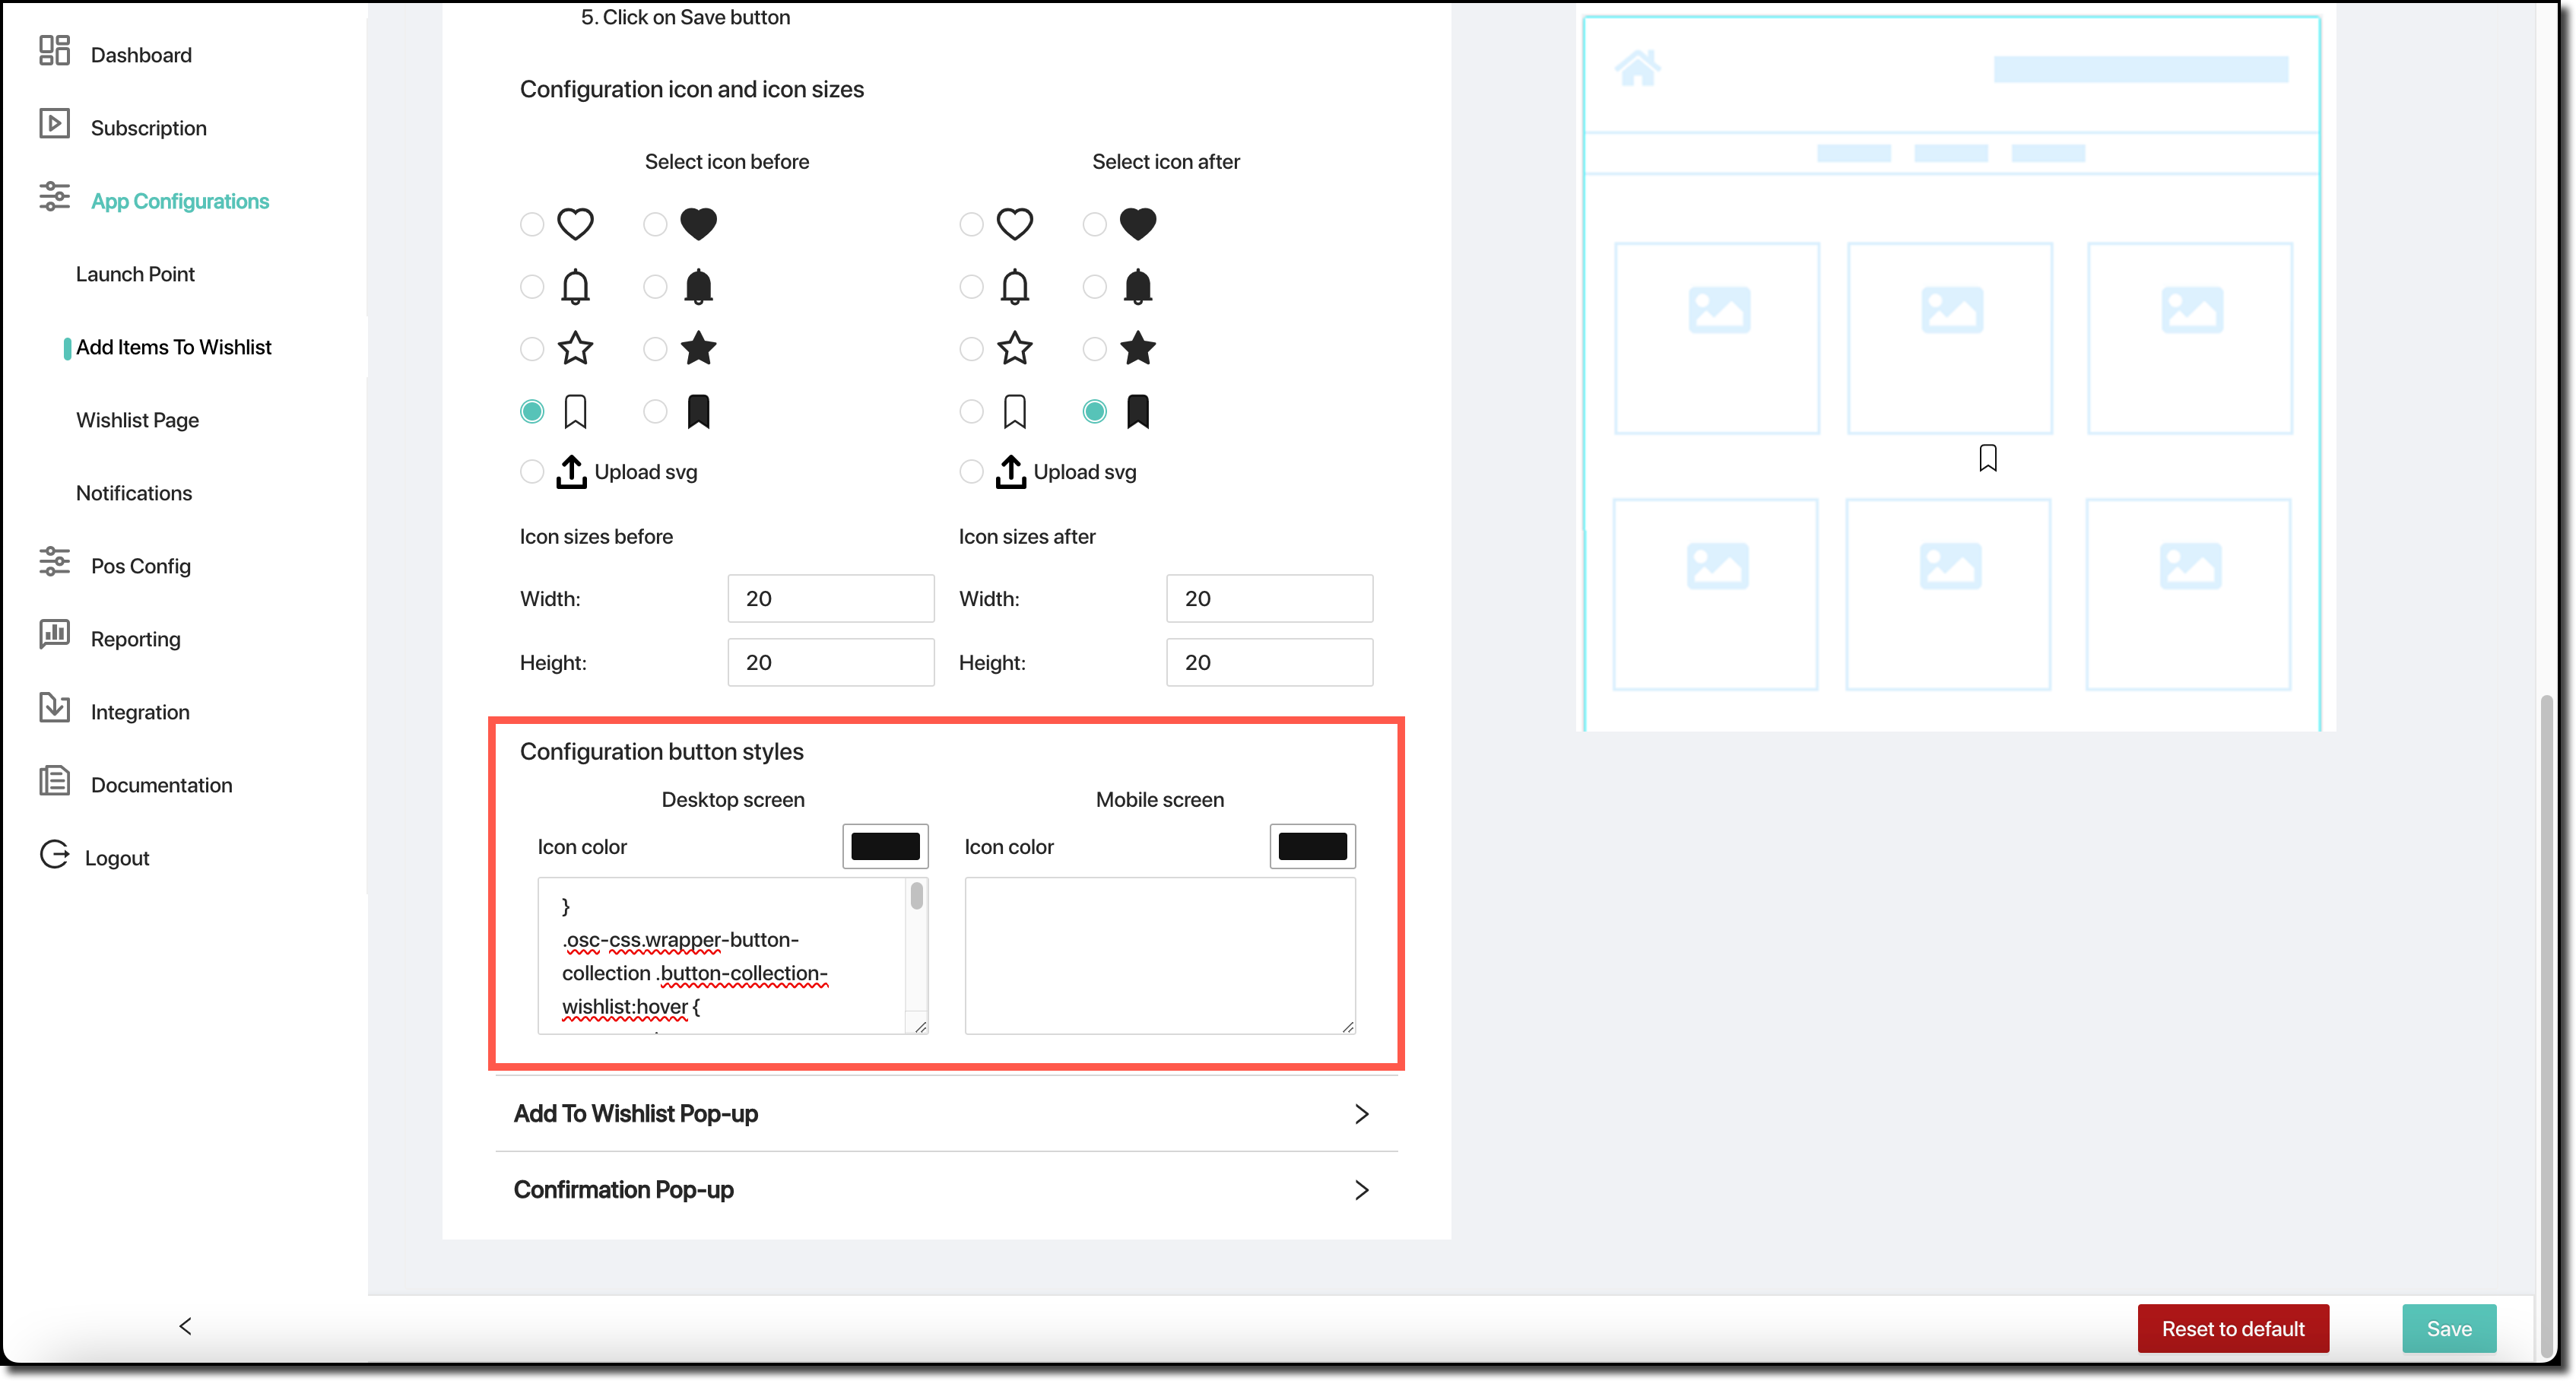 5. Click on Save button
Dashboard
Subscription
App Configurations
Launch Point
Add Items To Wishlist
Wishlist Page
Notifications
Pos Config
Reporting
Integration
Documentation
Logout
Configuration icon and icon sizes
Select icon before
Select icon after
Upload svg
Upload svg
Icon sizes before
Icon sizes after
Width:
20
Width:
20
Height:
20
Height:
20
Configuration button styles
Desktop screen
Mobile screen
Icon color
Icon color
}
.osc-css.wrapper-button-
collection .button-collection-
wishlist:hover {
Add To Wishlist Pop-up
Confirmation Pop-up
Reset to default
Save